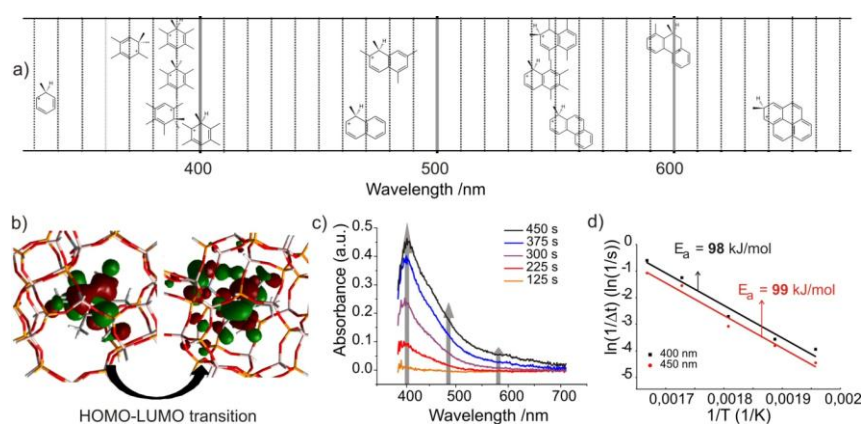 a)
H
H
H
H
H
H
H
H
H
H
400 500 600
Wavelength /nm
b)
HOMO-LUMO transition
c)
Absorbance (a.u.)
0.5
0.4
0.3
0.2
0.1
0.0
450 s
375 s
300 s
225 s
125 s
400 500 600 700
Wavelength /nm
d)
ln(1/Δt) (ln(1/s))
0
-1
-2
-3
-4
-5
Ea = 98 kJ/mol
Ea = 99 kJ/mol
400 nm
450 nm
0,0017 0,0018 0,0019 0,002
1/T (1/K)